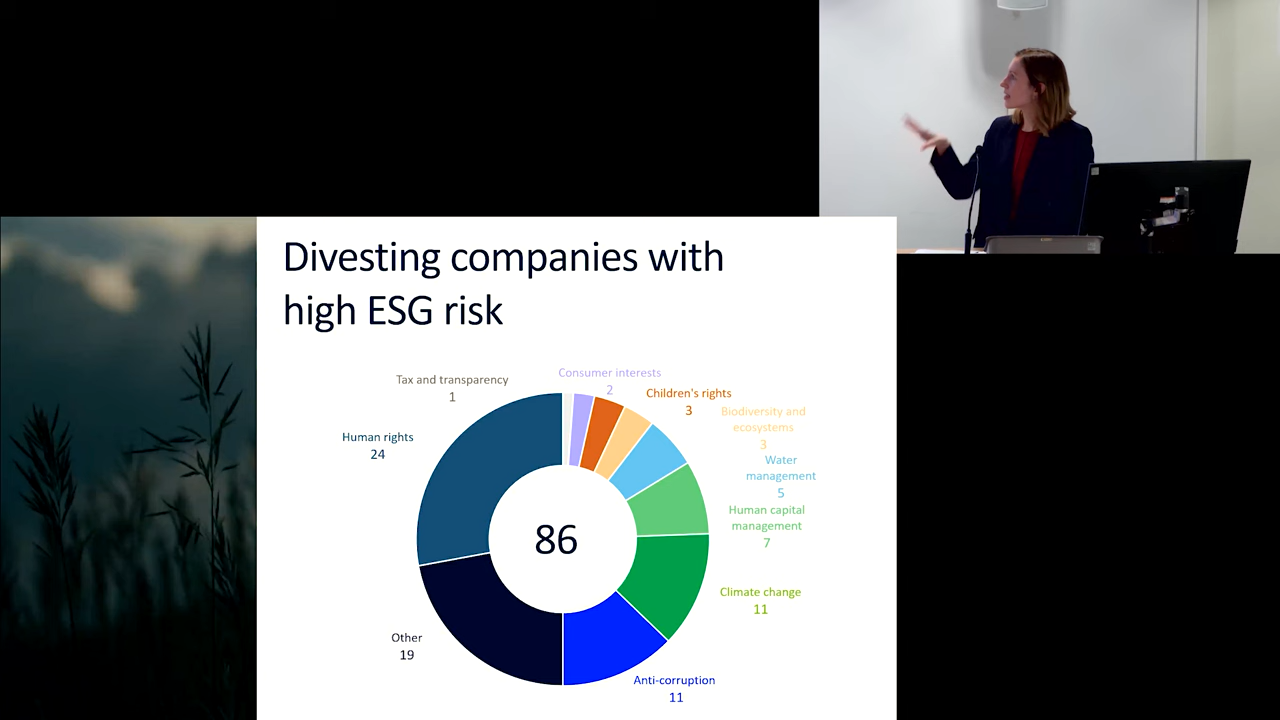 Divesting companies with
high ESG risk
Tax and transparency
1
Consumer interests
2
Children's rights
3
Biodiversity and
ecosystems
3
Water
management
5
Human capital
management
7
Climate change
11
Anti-corruption
11
Other
19
Human rights
24
86